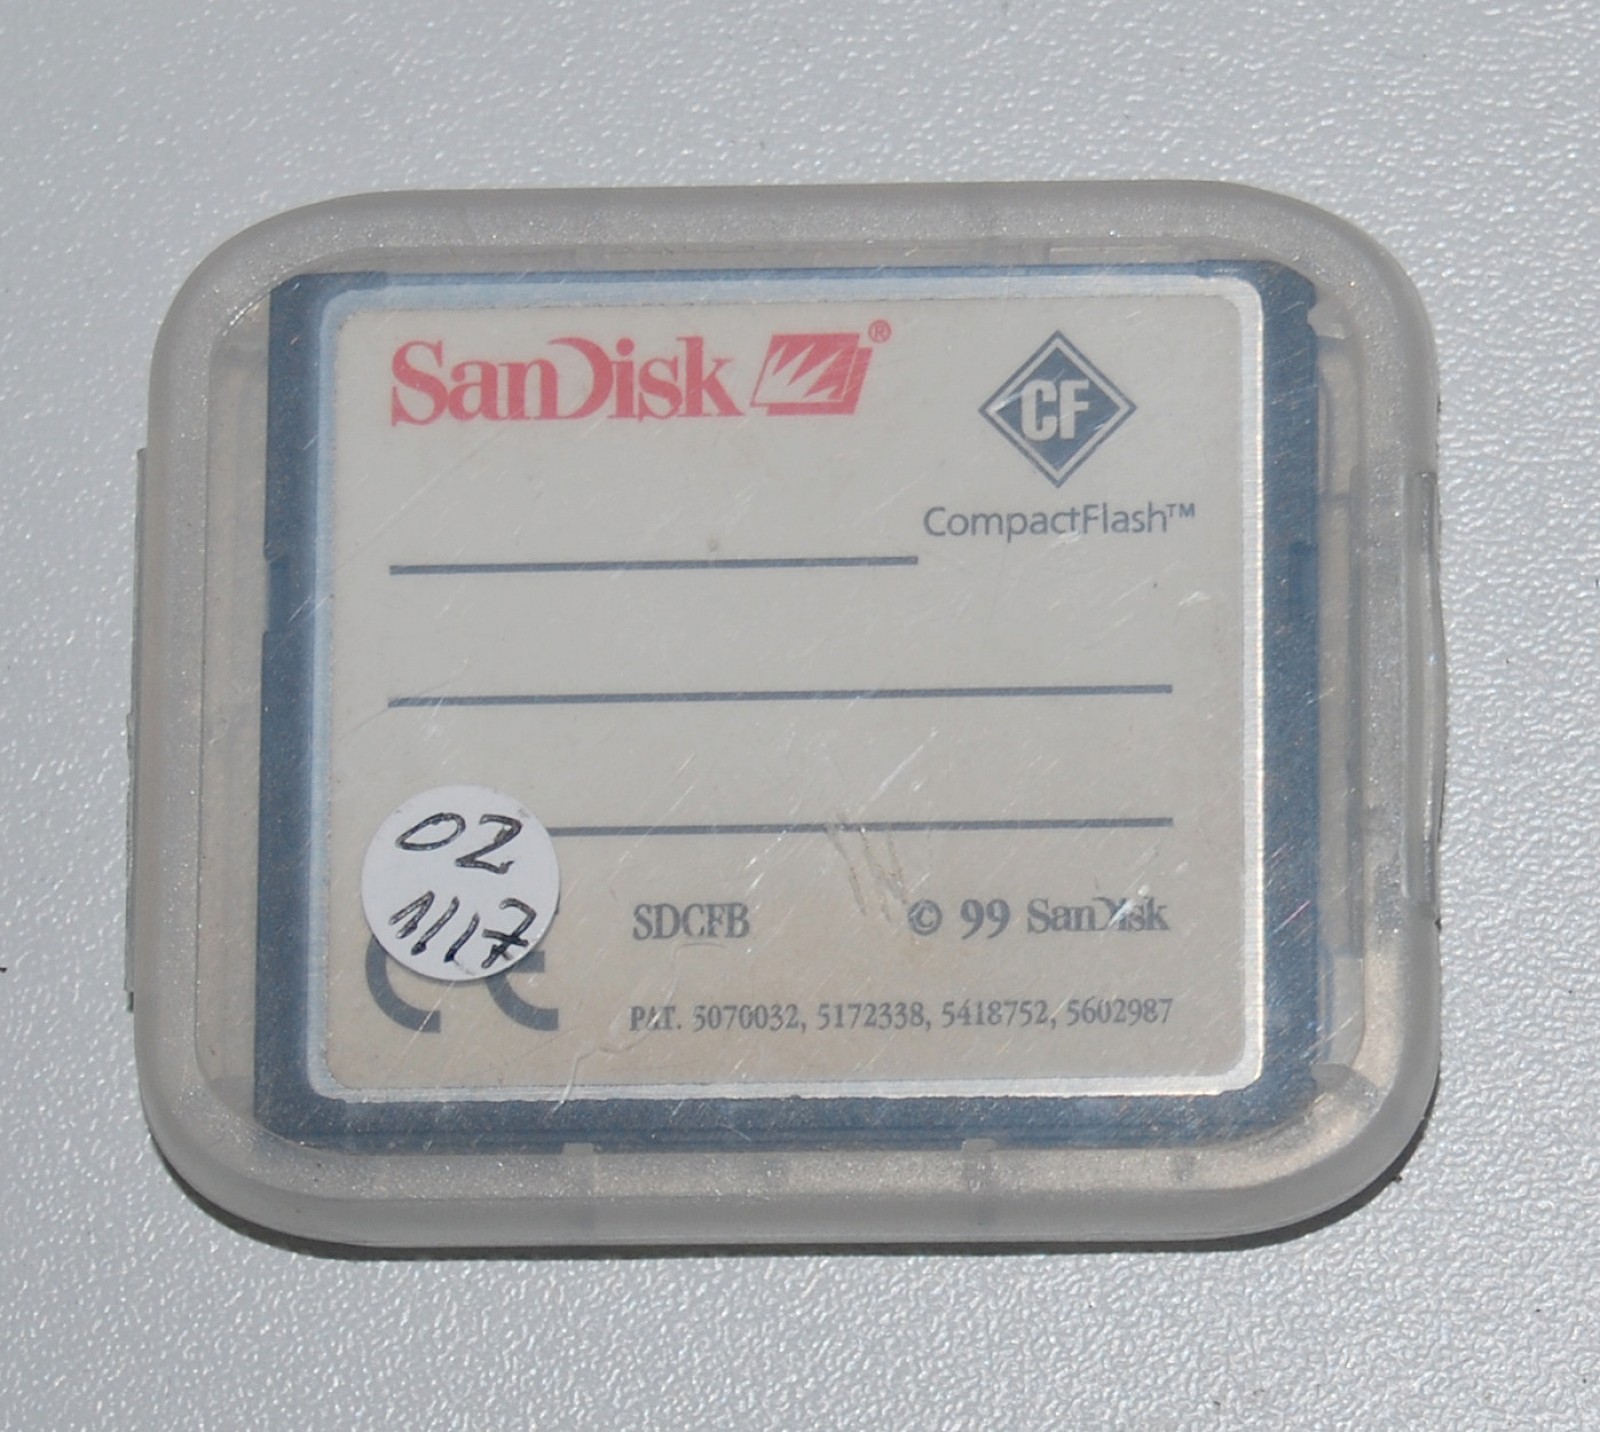 SanDisk ®
CF
CompactFlash™
02
1117
SDCFB © 99 SanDisk
CE
PAT. 5070032, 5172338, 5418752, 5602987